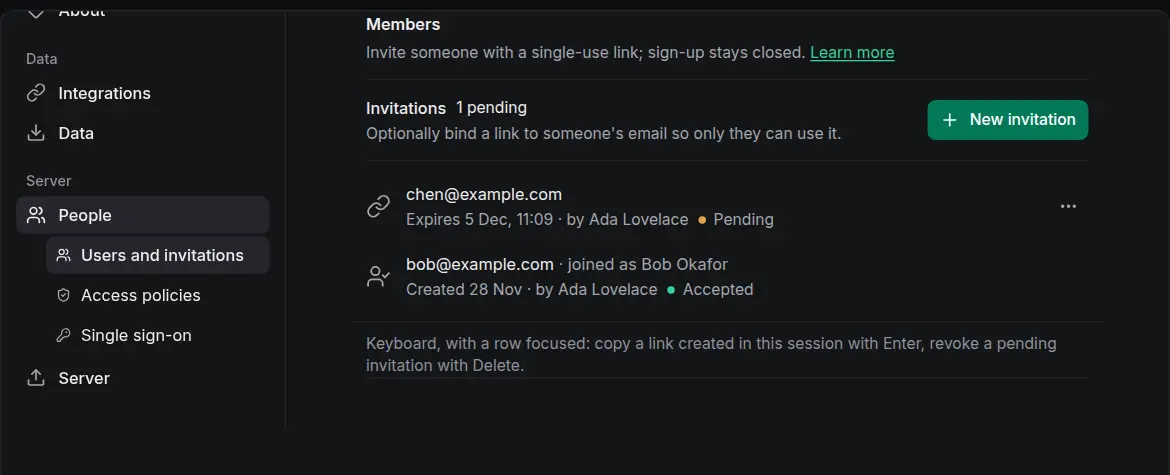 About
Data
Integrations
Data
Server
People
Users and invitations
Access policies
Single sign-on
Server
Members
Invite someone with a single-use link; sign-up stays closed. Learn more
Invitations 1 pending
Optionally bind a link to someone's email so only they can use it.
New invitation
chen@example.com
Expires 5 Dec, 11:09 · by Ada Lovelace Pending
bob@example.com · joined as Bob Okafor
Created 28 Nov · by Ada Lovelace Accepted
Keyboard, with a row focused: copy a link created in this session with Enter, revoke a pending
invitation with Delete.